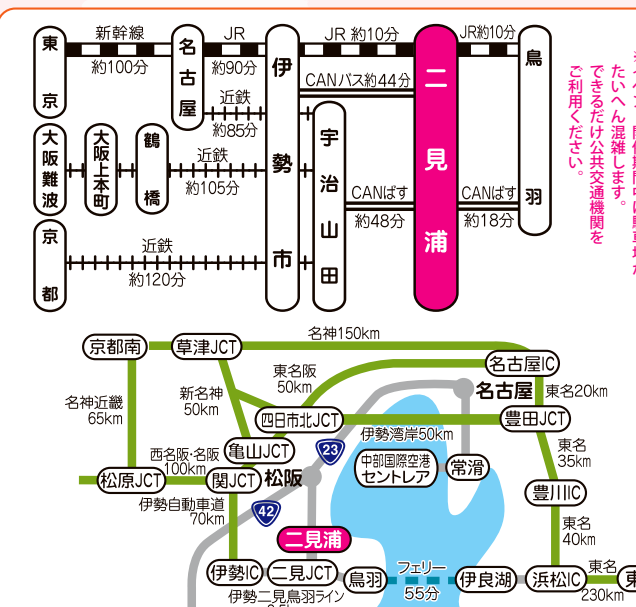 東京
新幹線
約100分
名古屋
JR
約90分
近鉄
約85分
伊勢市
JR 約10分
CANバス約44分
二見浦
JR約10分
鳥羽
大阪難波
大阪上本町
鶴橋
近鉄
約105分
宇治山田
CANばす
約48分
CANばす
約18分
京都
近鉄
約120分
たいへん混雑します。
できるだけ公共交通機関を
ご利用ください。
京都南
草津JCT
名神150km
名古屋IC
名古屋
東名阪
50km
新名神
50km
名神近畿
65km
東名20km
四日市北JCT
豊田JCT
伊勢湾岸50km
亀山JCT
23
西名阪・名阪
100km
松原JCT
関JCT
松阪
中部国際空港
セントレア
常滑
東名
35km
豊川IC
伊勢自動車道
70km
42
東名
40km
二見浦
伊勢IC
二見JCT
鳥羽
フェリー
55分
伊良湖
浜松IC
東名
230km
伊勢二見鳥羽ライン